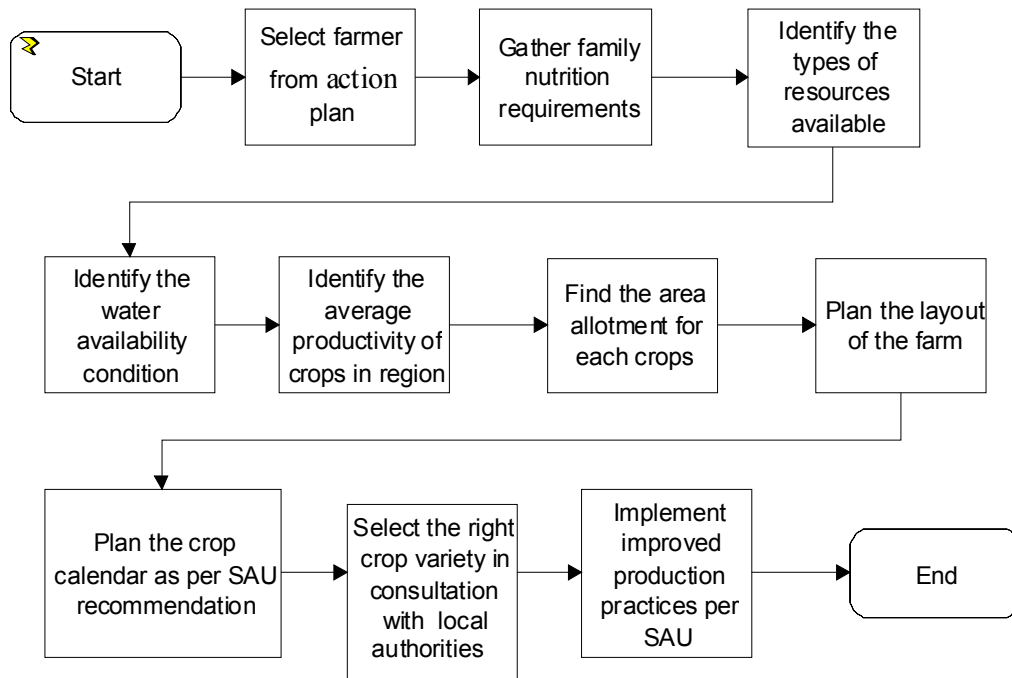 Start
Select farmer
from action
plan
Gather family
nutrition
requirements
Identify the
types of
resources
available
Identify the
water
availability
condition
Identify the
average
productivity of
crops in region
Find the area
allotment for
each crops
Plan the layout
of the farm
Plan the crop
calendar as per SAU
recommendation
Select the right
crop variety in
consultation
with local
authorities
Implement
improved
production
practices per
SAU
End